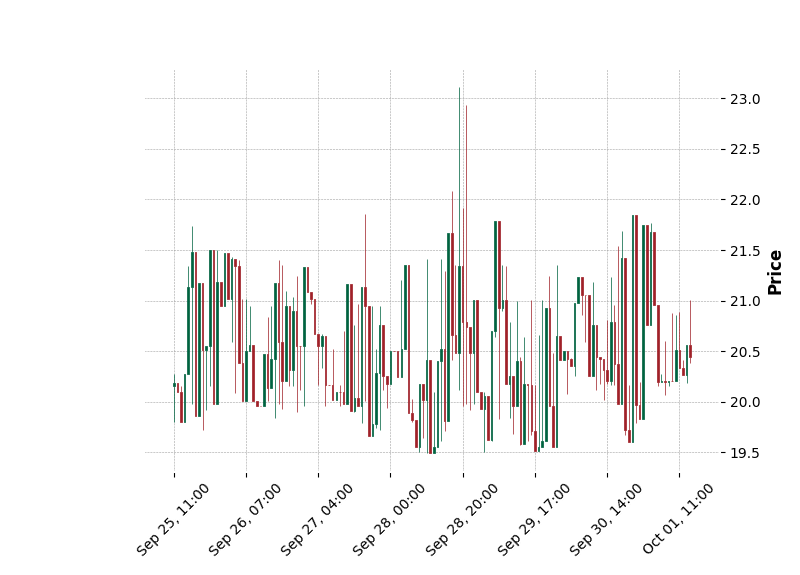 23.0
22.5
22.0
21.5
21.0
20.5
20.0
19.5
Price
Sep 25, 11:00
Sep 26, 07:00
Sep 27, 04:00
Sep 28, 00:00
Sep 28, 20:00
Sep 29, 17:00
Sep 30, 14:00
Oct 01, 11:00